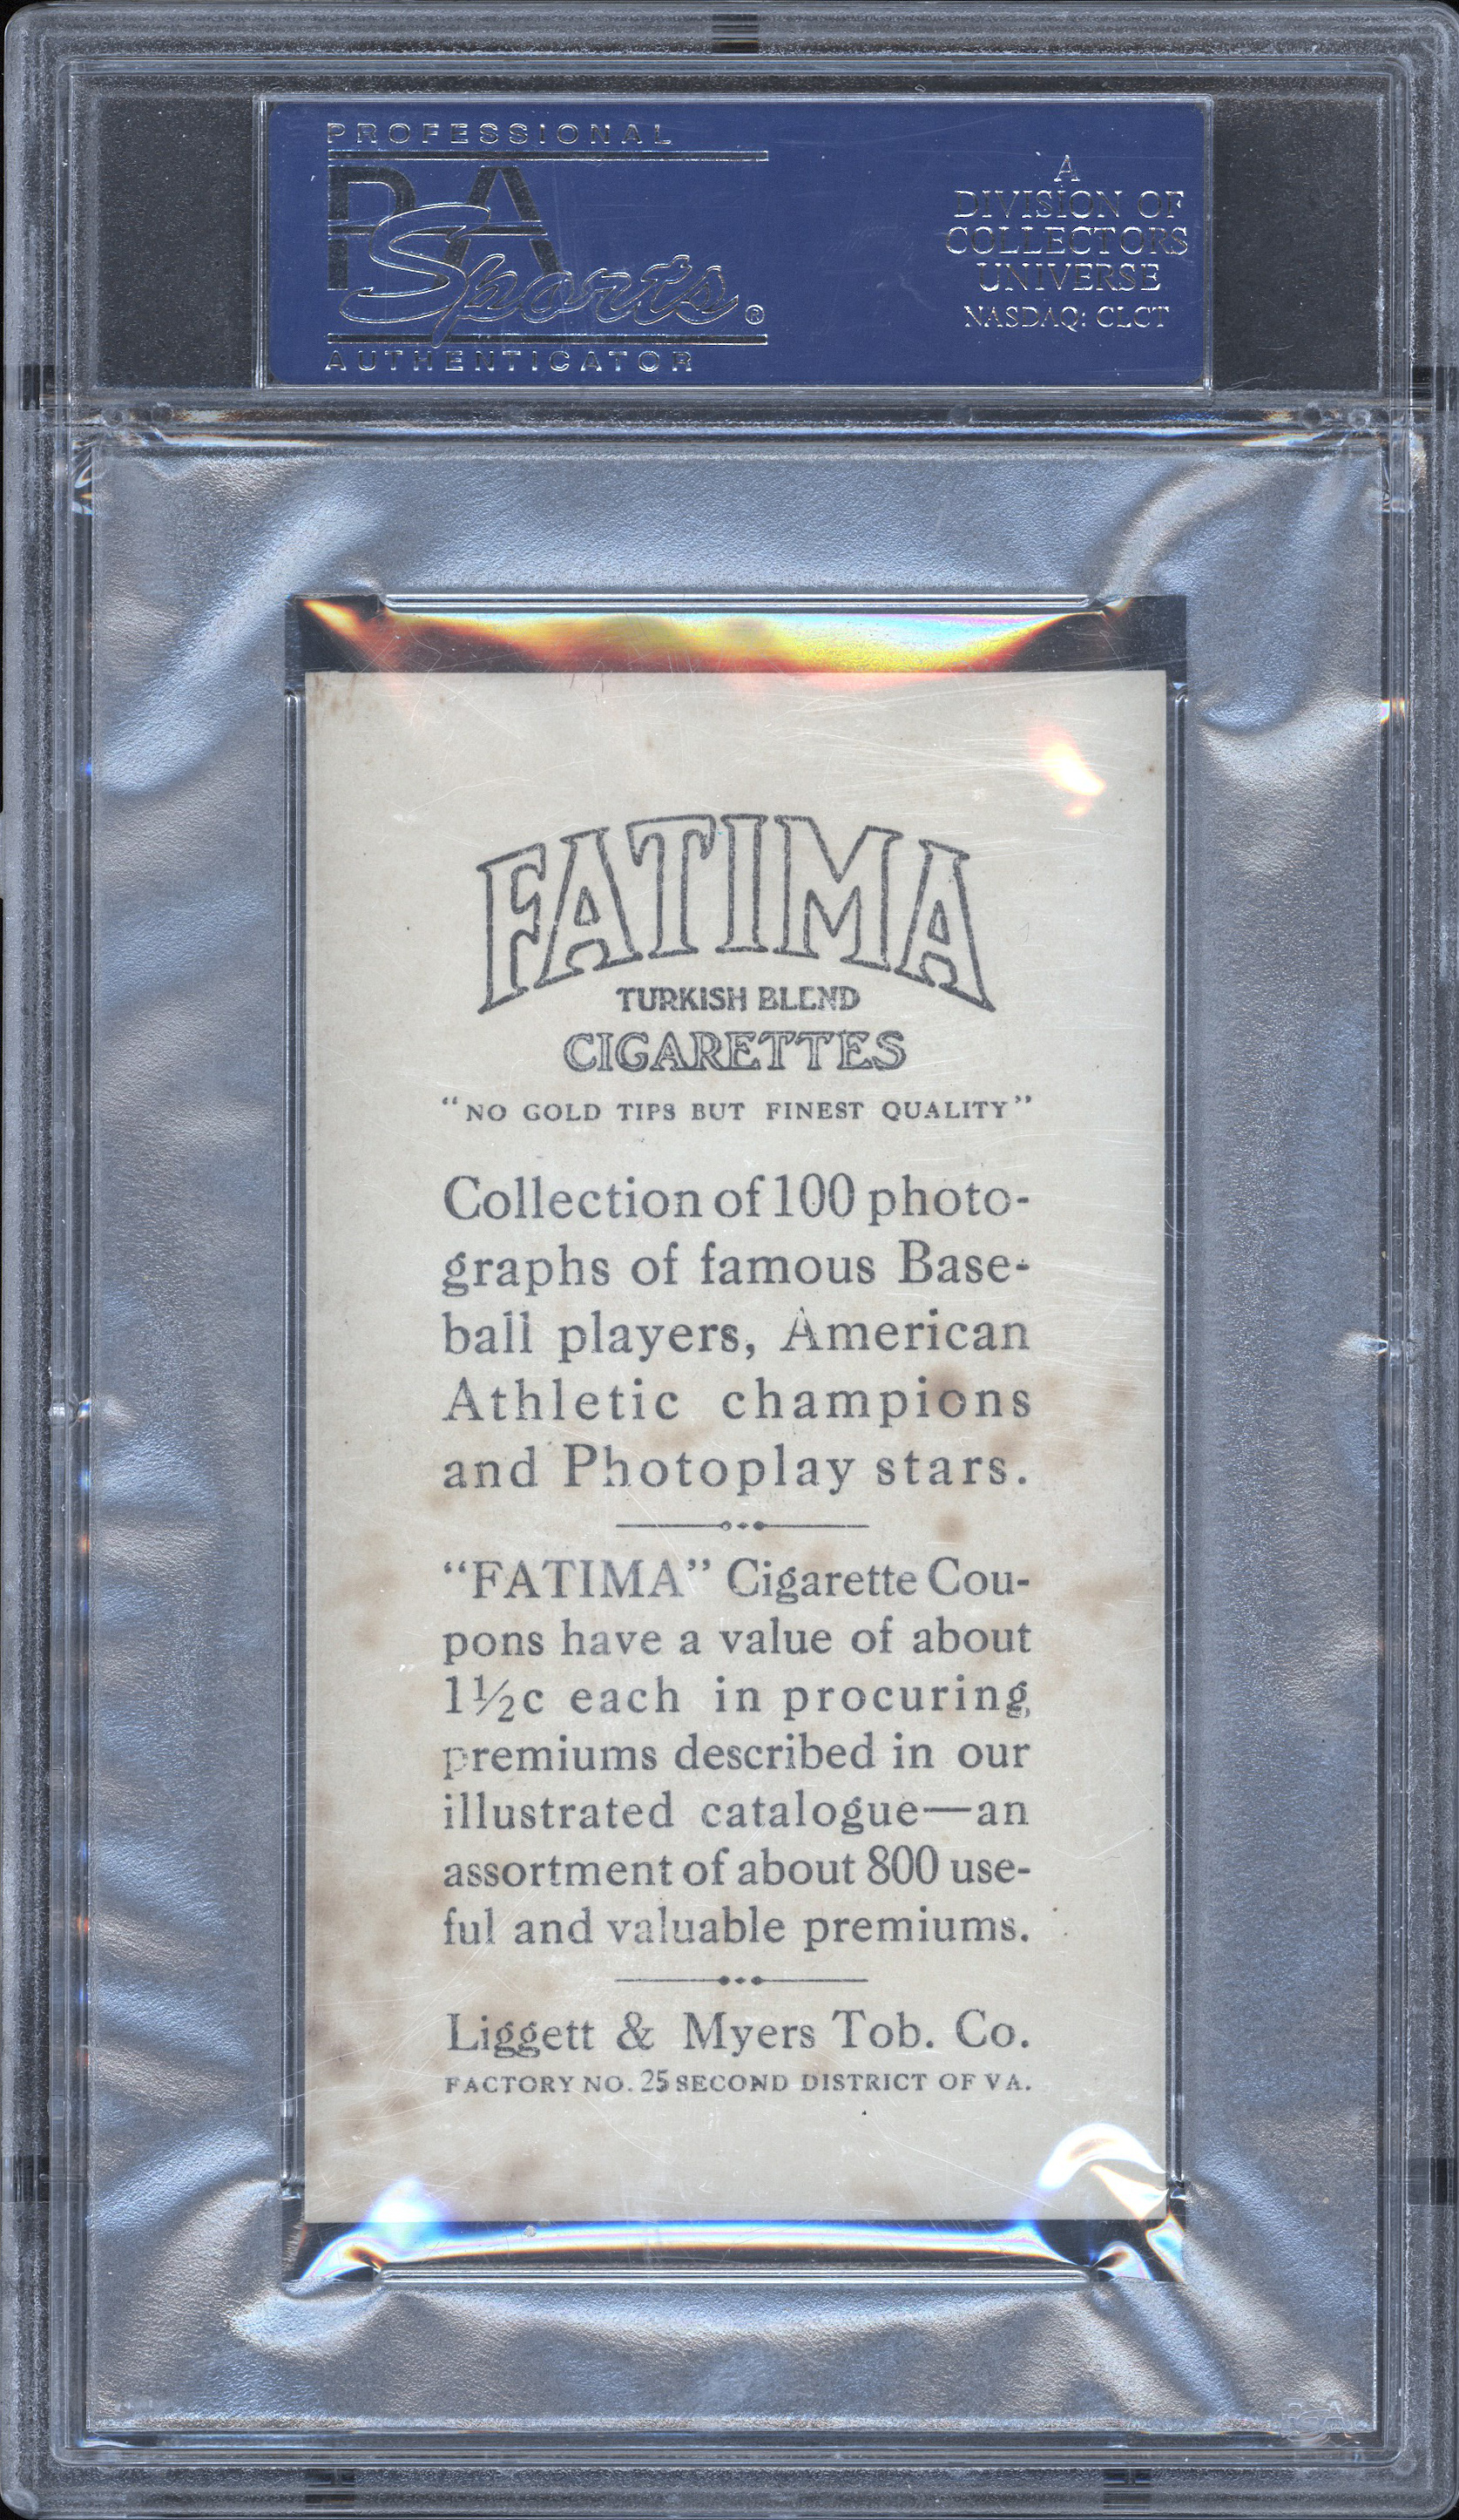 PROFESSIONAL
PSA
Sports®
AUTHENTICATOR
A
DIVISION OF
COLLECTORS
UNIVERSE
NASDAQ: CLCT
FATIMA
TURKISH BLEND
CIGARETTES
“NO GOLD TIPS BUT FINEST QUALITY”
Collection of 100 photo-
graphs of famous Base-
ball players, American
Athletic champions
and Photoplay stars.
“FATIMA” Cigarette Cou-
pons have a value of about
1½c each in procuring
premiums described in our
illustrated catalogue—an
assortment of about 800 use-
ful and valuable premiums.
Liggett & Myers Tob. Co.
FACTORY NO. 25 SECOND DISTRICT OF VA.
PSA